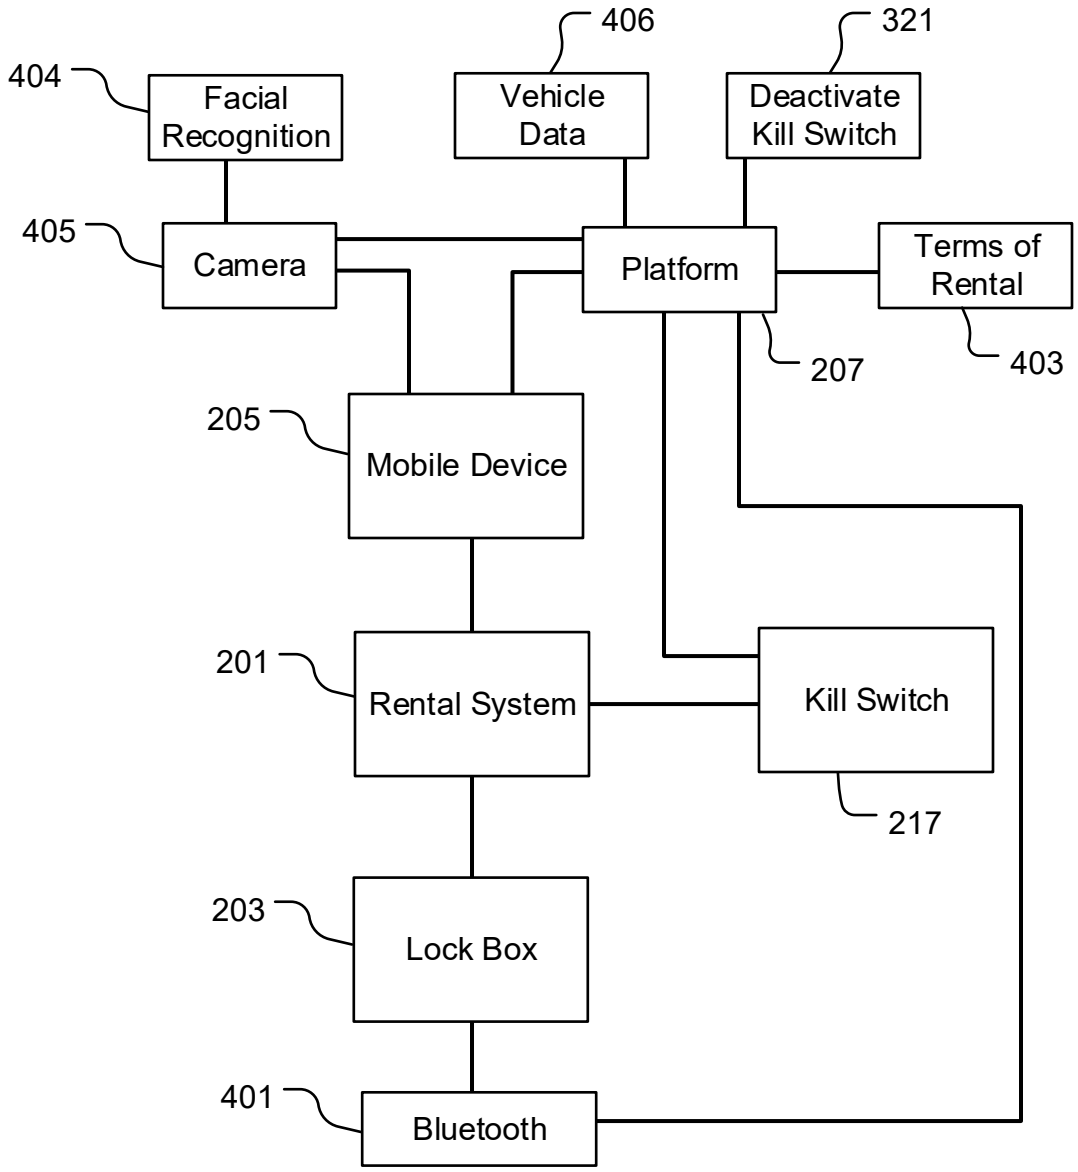 406
321
404
Facial
Recognition
Vehicle
Data
Deactivate
Kill Switch
405
Camera
Platform
Terms of
Rental
207
403
205
Mobile Device
201
Rental System
Kill Switch
217
203
Lock Box
401
Bluetooth